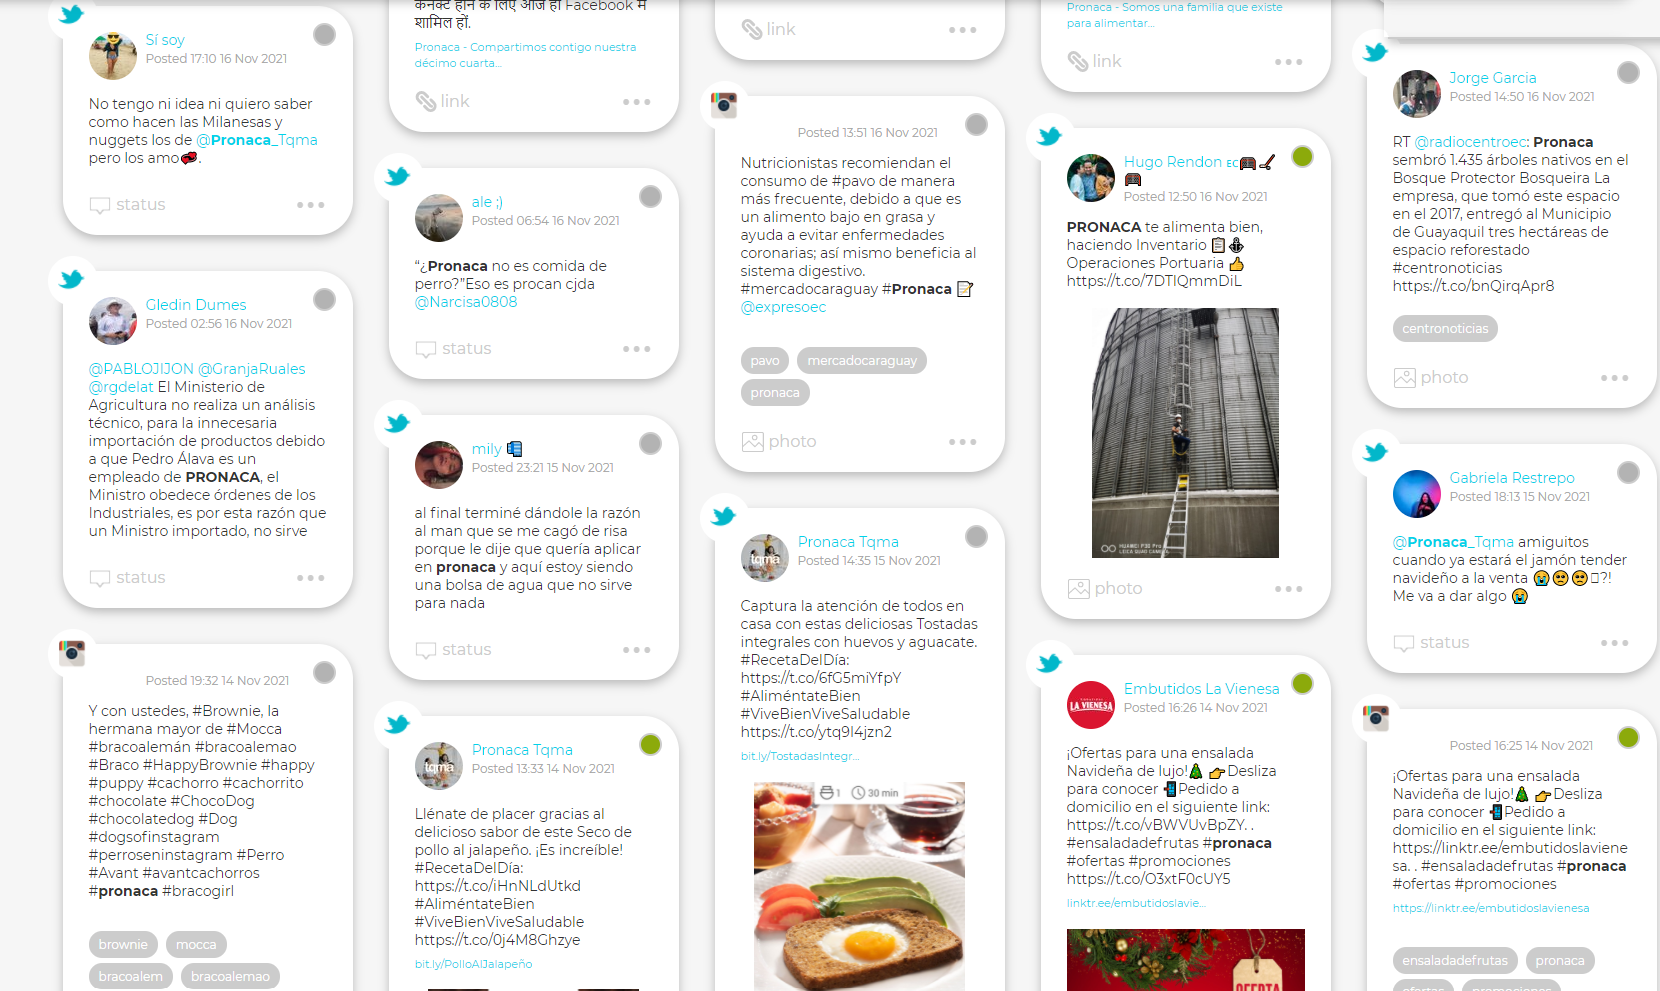 Sí soy
Posted 17:10 16 Nov 2021
No tengo ni idea ni quiero saber
como hacen las Milanesas y
nuggets los de @Pronaca_Tqma
pero los amo💞.
status
Gledin Dumes
Posted 02:56 16 Nov 2021
@PABLOJIJON @GranjaRuales
@rgdelat El Ministerio de
Agricultura no realiza un análisis
técnico, para la innecesaria
importación de productos debido
a que Pedro Álava es un
empleado de PRONACA, el
Ministro obedece órdenes de los
Industriales, es por esta razón que
un Ministro importado, no sirve
status
Posted 19:32 14 Nov 2021
Y con ustedes, #Brownie, la
hermana mayor de #Mocca
#bracoalemán #bracoalemao
#Braco #HappyBrownie #happy
#puppy #cachorro #cachorrito
#chocolate #ChocoDog
#chocolatedog #Dog
#dogsofinstagram
#perroseninstagram #Perro
#Avant #avantcachorros
#pronaca #bracogirl
brownie mocca
bracoalem bracoalemao
कनेक्ट होने के लिए आज ही Facebook में
शामिल हों.
Pronaca - Compartimos contigo nuestra
décimo cuarta...
link
ale ;)
Posted 06:54 16 Nov 2021
“¿Pronaca no es comida de
perro?”Eso es procan cjda
@Narcisa0808
status
mily
Posted 23:21 15 Nov 2021
al final terminé dándole la razón
al man que se me cagó de risa
porque le dije que quería aplicar
en pronaca y aquí estoy siendo
una bolsa de agua que no sirve
para nada
status
Pronaca Tqma
tqma
Posted 13:33 14 Nov 2021
Llénate de placer gracias al
delicioso sabor de este Seco de
pollo al jalapeño. ¡Es increíble!
#RecetaDelDía:
https://t.co/iHnNLdUtkd
#AliméntateBien
#ViveBienViveSaludable
https://t.co/0j4M8Ghzye
bit.ly/PolloAlJalapeño
link
Posted 13:51 16 Nov 2021
Nutricionistas recomiendan el
consumo de #pavo de manera
más frecuente, debido a que es
un alimento bajo en grasa y
ayuda a evitar enfermedades
coronarias; así mismo beneficia al
sistema digestivo.
#mercadocaraguay #Pronaca 📝
@expresoec
pavo mercadocaraguay
pronaca
photo
Pronaca Tqma
tqma
Posted 14:35 15 Nov 2021
Captura la atención de todos en
casa con estas deliciosas Tostadas
integrales con huevos y aguacate.
#RecetaDelDía:
https://t.co/6fG5miYfpY
#AliméntateBien
#ViveBienViveSaludable
https://t.co/ytq9I4jzn2
bit.ly/TostadasIntegr...
1 30 min
Pronaca - Somos una familia que existe
para alimentar...
link
Hugo Rendon EC
Posted 12:50 16 Nov 2021
PRONACA te alimenta bien,
haciendo Inventario 📋⚓
Operaciones Portuaria 👍
https://t.co/7DTIQmmDiL
HUAWEI P30 Pro
LEICA QUAD CAMERA
photo
Embutidos La Vienesa
LA VIENESA
Posted 16:26 14 Nov 2021
¡Ofertas para una ensalada
Navideña de lujo!🎄 👉Desliza
para conocer 📲Pedido a
domicilio en el siguiente link:
https://t.co/vBWVUvBpZY. .
#ensaladadefrutas #pronaca
#ofertas #promociones
https://t.co/O3xtF0cUY5
linktr.ee/embutidoslavie...
OFERTA
Jorge Garcia
Posted 14:50 16 Nov 2021
RT @radiocentroec: Pronaca
sembró 1.435 árboles nativos en el
Bosque Protector Bosqueira La
empresa, que tomó este espacio
en el 2017, entregó al Municipio
de Guayaquil tres hectáreas de
espacio reforestado
#centronoticias
https://t.co/bnQirqApr8
centronoticias
photo
Gabriela Restrepo
Posted 18:13 15 Nov 2021
@Pronaca_Tqma amiguitos
cuando ya estará el jamón tender
navideño a la venta 😭🥺🥺?!
Me va a dar algo 😭
status
Posted 16:25 14 Nov 2021
¡Ofertas para una ensalada
Navideña de lujo!🎄 👉Desliza
para conocer 📲Pedido a
domicilio en el siguiente link:
https://linktr.ee/embutidoslaviene
sa. . #ensaladadefrutas #pronaca
#ofertas #promociones
https://linktr.ee/embutidoslavienesa
ensaladadefrutas pronaca
ofertas promociones